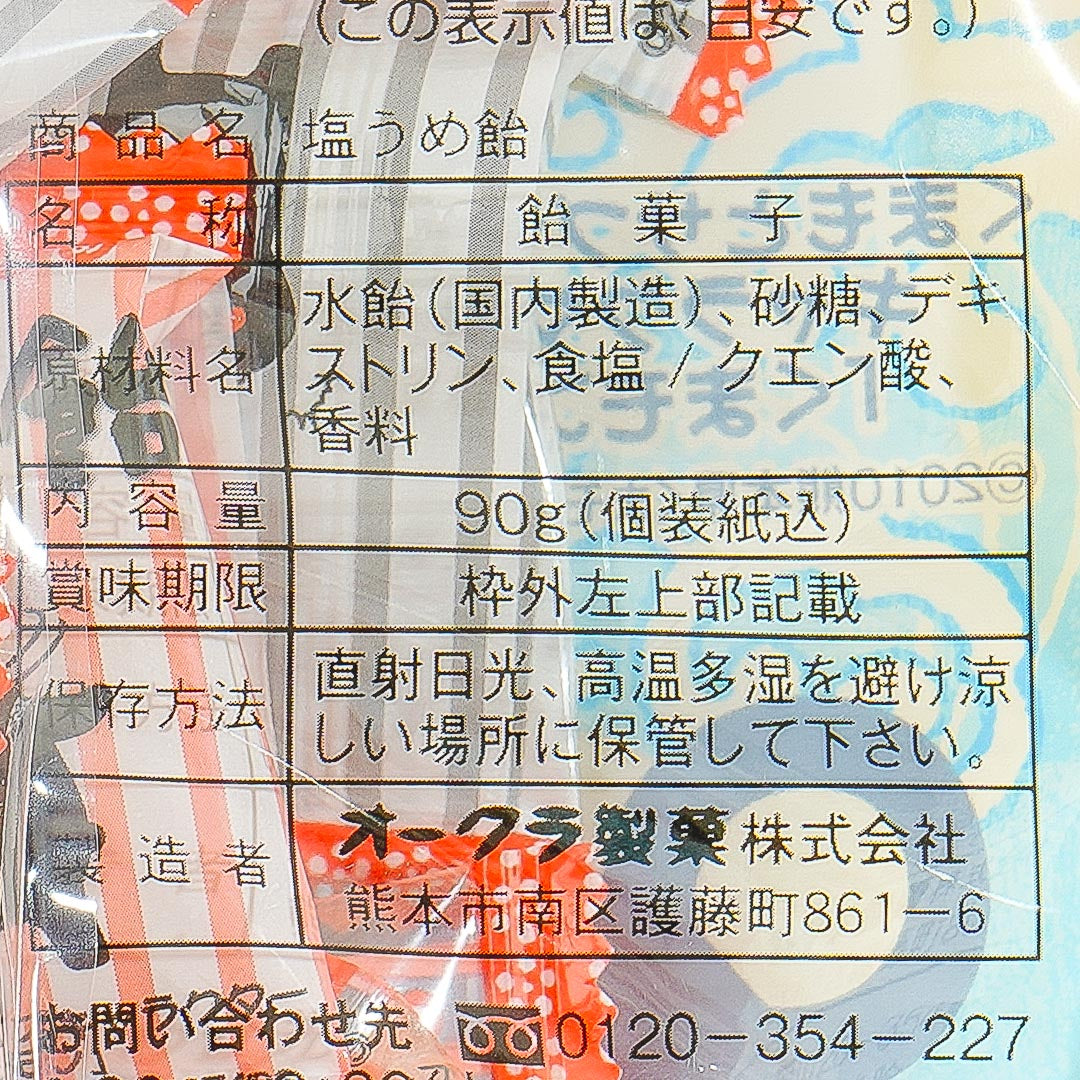 (この表示値は、目安です。)
商品名 塩うめ飴
名称 飴菓子
原材料名 水飴(国内製造)、砂糖、デキ
ストリン、食塩 / クエン酸、
香料
内容量 90g(個装紙込)
賞味期限 枠外左上部記載
保存方法 直射日光、高温多湿を避け涼
しい場所に保管して下さい。
製造者 オークラ製菓株式会社
熊本市南区護藤町861-6
お問い合わせ先 0120-354-227